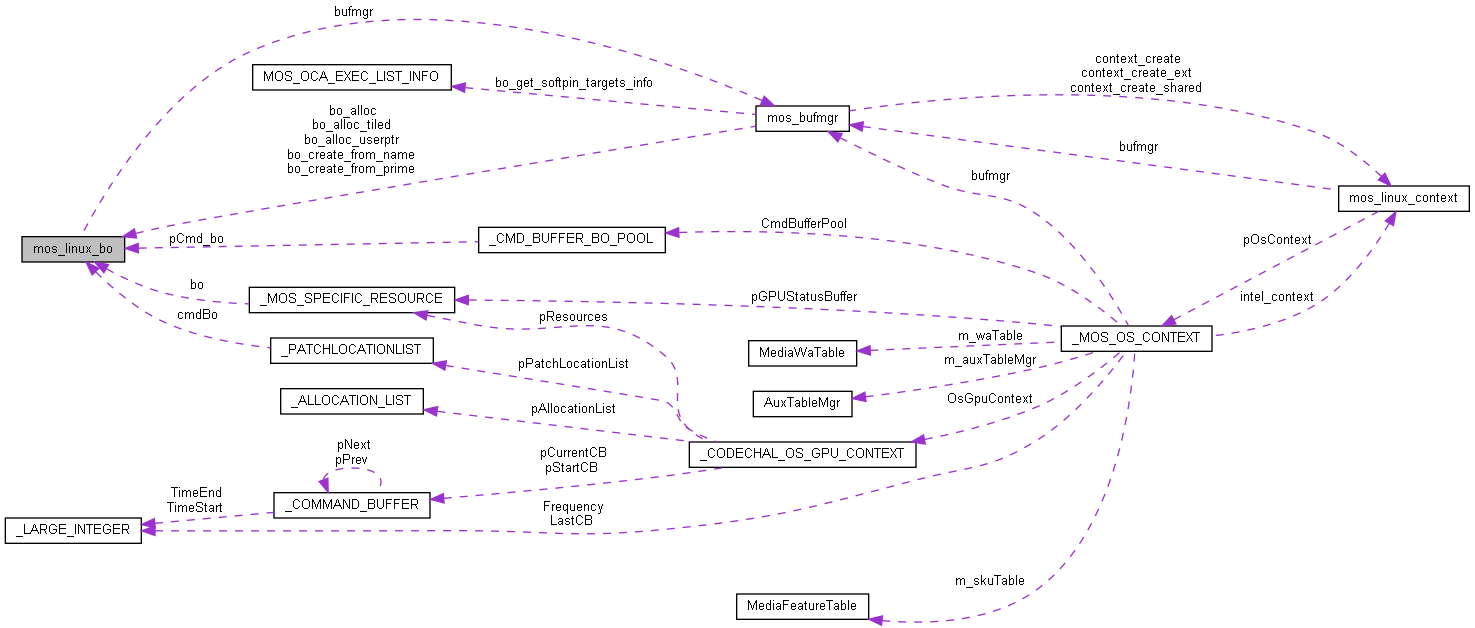 bufmgr
MOS_OCA_EXEC_LIST_INFO
bo_get_softpin_targets_info
context_create
context_create_ext
context_create_shared
bo_alloc
bo_alloc_tiled
bo_alloc_userptr
bo_create_from_name
bo_create_from_prime
mos_bufmgr
bufmgr
bufmgr
mos_linux_context
mos_linux_bo
pCmd_bo
_CMD_BUFFER_BO_POOL
CmdBufferPool
pOsContext
intel_context
bo
_MOS_SPECIFIC_RESOURCE
pGPUStatusBuffer
cmdBo
pResources
_MOS_OS_CONTEXT
_PATCHLOCATIONLIST
pPatchLocationList
MediaWaTable
m_waTable
m_auxTableMgr
_ALLOCATION_LIST
pAllocationList
AuxTableMgr
OsGpuContext
pNext
pPrev
pCurrentCB
pStartCB
_CODECHAL_OS_GPU_CONTEXT
TimeEnd
TimeStart
_COMMAND_BUFFER
Frequency
LastCB
_LARGE_INTEGER
m_skuTable
MediaFeatureTable